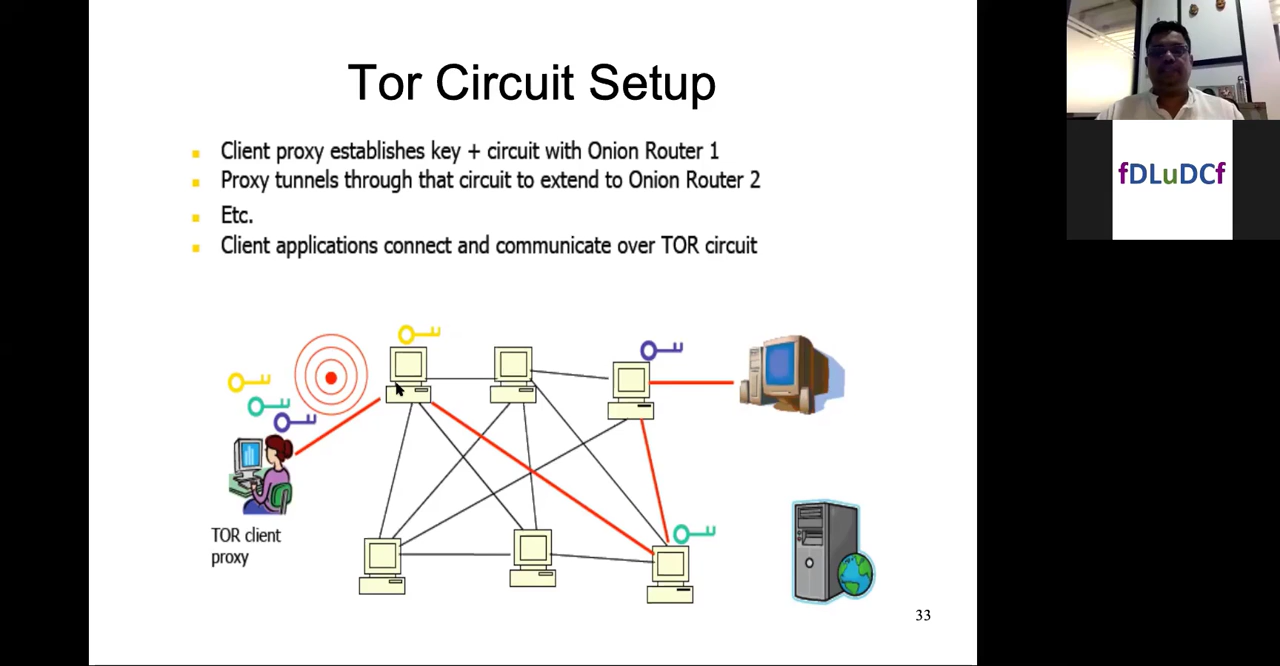 Tor Circuit Setup
Client proxy establishes key + circuit with Onion Router 1
Proxy tunnels through that circuit to extend to Onion Router 2
Etc.
Client applications connect and communicate over TOR circuit
TOR client
proxy
33
fDLuDCf